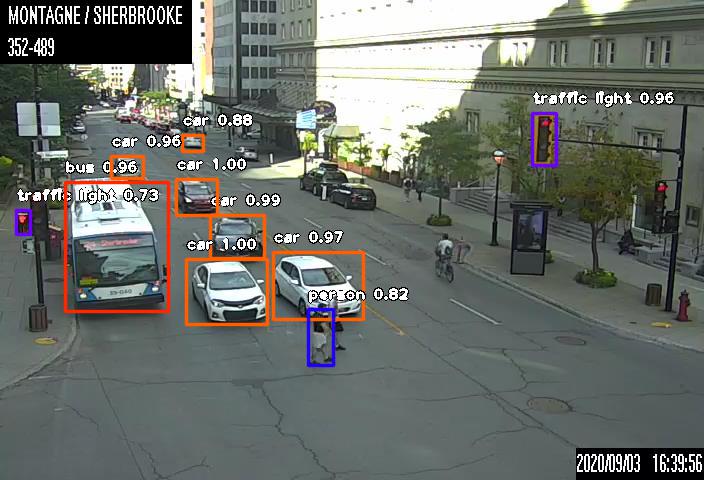 MONTAGNE / SHERBROOKE
352-489
car 0.88
traffic light 0.96
car 0.96
bus 0.96
car 1.00
traffic light 0.73
car 0.99
car 1.00
car 0.97
person 0.82
Sherbrooke
2020/09/03 16:39:56